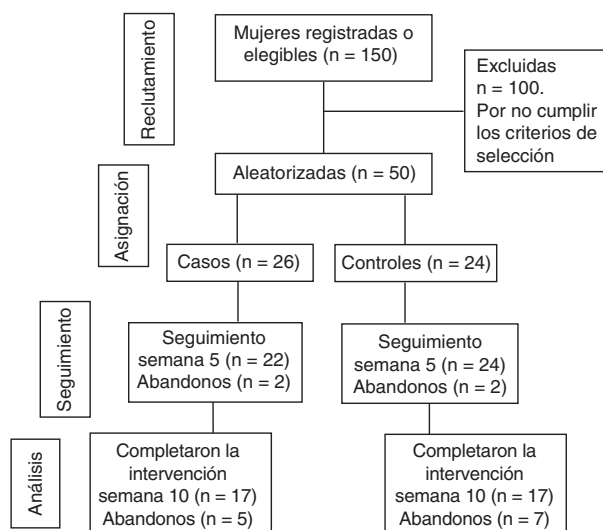 Reclutamiento
Mujeres registradas o
elegibles (n = 150)
Excluidas
n = 100.
Por no cumplir
los criterios de
selección
Asignación
Aleatorizadas (n = 50)
Casos (n = 26)
Controles (n = 24)
Seguimiento
Seguimiento
semana 5 (n = 22)
Abandonos (n = 2)
Seguimiento
semana 5 (n = 24)
Abandonos (n = 2)
Análisis
Completaron la
intervención
semana 10 (n = 17)
Abandonos (n = 5)
Completaron la
intervención
semana 10 (n = 17)
Abandonos (n = 7)